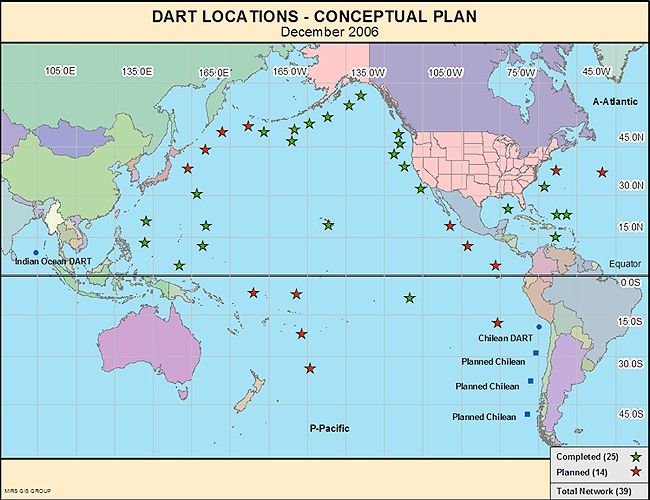 DART LOCATIONS - CONCEPTUAL PLAN
December 2006
105.0E 135.0E 165.0E 165.0W 135.0W 105.0W 75.0W 45.0W
A-Atlantic
45.0N
30.0N
15.0N
Indian Ocean DART
Equator
0.0S
15.0S
Chilean DART
Planned Chilean
30.0S
Planned Chilean
Planned Chilean
45.0S
P-Pacific
Completed (25)
Planned (14)
Total Network (39)
MRS GIS GROUP